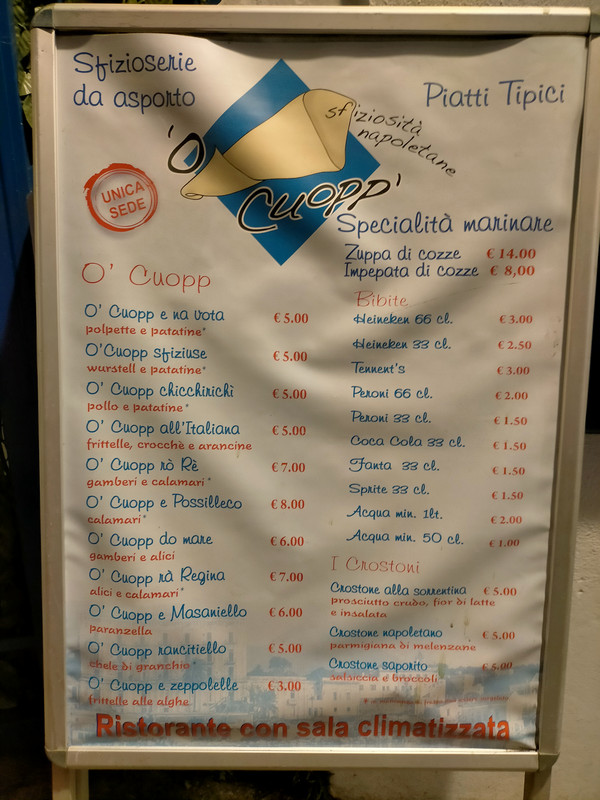 Sfizioserie
da asporto
Piatti Tipici
sfiziosità
napoletane
'O
Cuopp'
UNICA
SEDE
Specialità marinare
Zuppa di cozze € 14.00
Impepata di cozze € 8,00
O' Cuopp
O' Cuopp e na vota € 5.00
polpette e patatine*
O'Cuopp sfiziuse € 5.00
wurstell e patatine*
O' Cuopp chicchirichì € 5.00
pollo e patatine*
O' Cuopp all'Italiana € 5.00
frittelle, crocchè e arancine
O' Cuopp rò Rè € 7.00
gamberi e calamari*
O' Cuopp e Possilleco € 8.00
calamari*
O' Cuopp do mare € 6.00
gamberi e alici
O' Cuopp rà Regina € 7.00
alici e calamari*
O' Cuopp e Masaniello € 6.00
paranzella
O' Cuopp rancitiello € 5.00
chele di granchio*
O' Cuopp e zeppolelle € 3.00
frittelle alle alghe
Bibite
Heineken 66 cl. € 3.00
Heineken 33 cl. € 2.50
Tennent's € 3.00
Peroni 66 cl. € 2.00
Peroni 33 cl. € 1.50
Coca Cola 33 cl. € 1.50
Fanta 33 cl. € 1.50
Sprite 33 cl. € 1.50
Acqua min. 1lt. € 2.00
Acqua min. 50 cl. € 1.00
I Crostoni
Crostone alla sorrentina € 5.00
prosciutto crudo, fior di latte
e insalata
Crostone napoletano € 5.00
parmigiana di melenzane
Crostone saporito € 5.00
salsiccia e broccoli
Ristorante con sala climatizzata